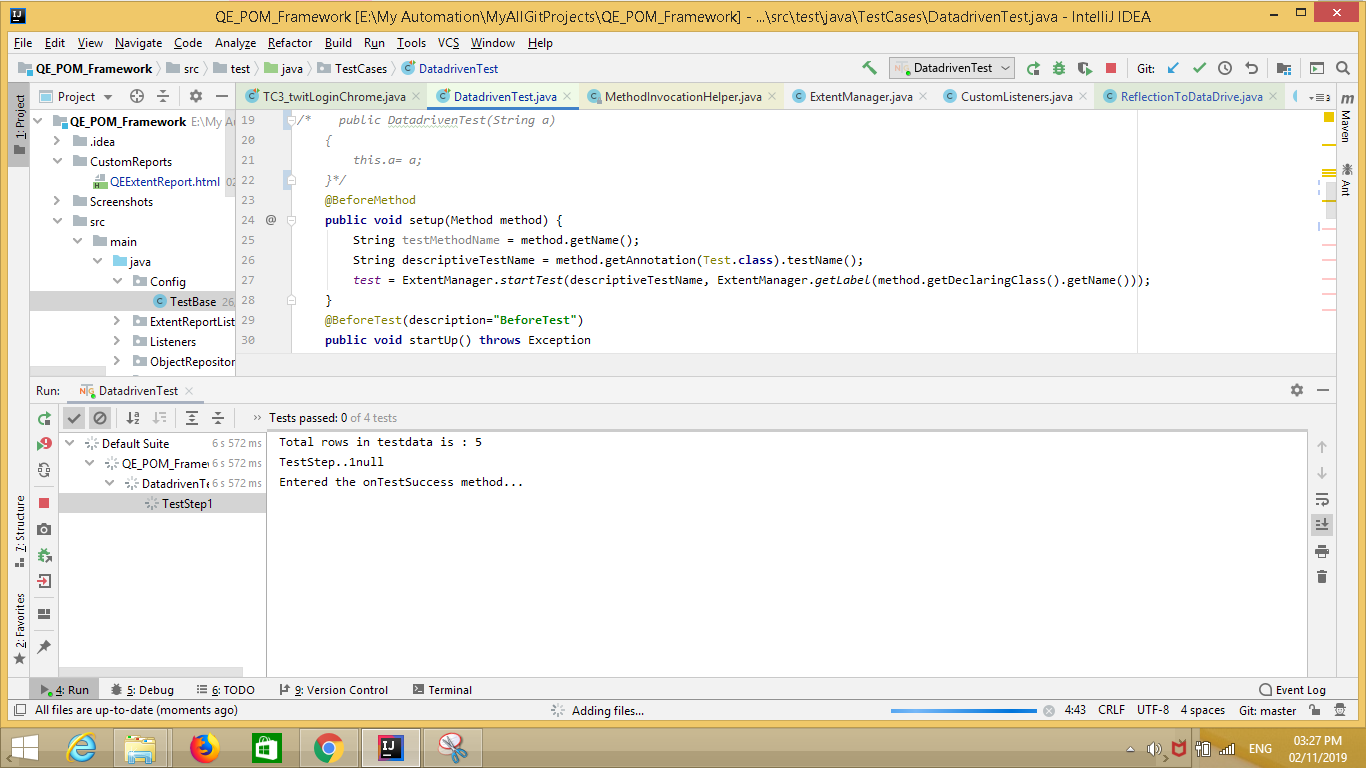 QE_POM_Framework [E:\My Automation\MyAllGitProjects\QE_POM_Framework] - ...\src\test\java\TestCases\DatadrivenTest.java - IntelliJ IDEA
File Edit View Navigate Code Analyze Refactor Build Run Tools VCS Window Help
QE_POM_Framework src test java TestCases DatadrivenTest DatadrivenTest Git:
Project TC3_twitLoginChrome.java DatadrivenTest.java MethodInvocationHelper.java ExtentManager.java CustomListeners.java ReflectionToDataDrive.java 3
1: Project
QE_POM_Framework E:\My A
.idea
CustomReports
QEExtentReport.html 02
Screenshots
src
main
java
Config
TestBase 26
ExtentReportList
Listeners
ObjectRepositor
19 /* public DatadrivenTest(String a)
20 {
21 this.a= a;
22 }*/
23 @BeforeMethod
24 @ public void setup(Method method) {
25 String testMethodName = method.getName();
26 String descriptiveTestName = method.getAnnotation(Test.class).testName();
27 test = ExtentManager.startTest(descriptiveTestName, ExtentManager.getLabel(method.getDeclaringClass().getName()));
28 }
29 @BeforeTest(description="BeforeTest")
30 public void startUp() throws Exception
Maven
Ant
Run: DatadrivenTest
Tests passed: 0 of 4 tests
Default Suite 6 s 572 ms
QE_POM_Framew 6 s 572 ms
DatadrivenTe 6 s 572 ms
TestStep1
Total rows in testdata is : 5
TestStep..1null
Entered the onTestSuccess method...
7: Structure
2: Favorites
4: Run 5: Debug 6: TODO 9: Version Control Terminal Event Log
All files are up-to-date (moments ago) Adding files... 4:43 CRLF UTF-8 4 spaces Git: master
ENG 03:27 PM
02/11/2019